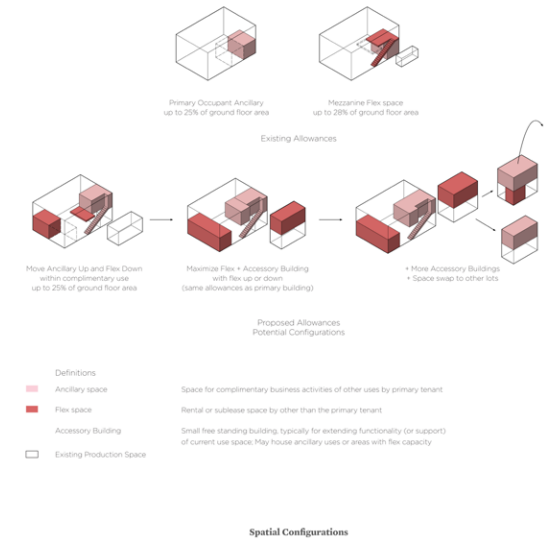 Primary Occupant Ancillary
up to 25% of ground floor area
Mezzanine Flex space
up to 28% of ground floor area
Existing Allowances
Move Ancillary Up and Flex Down
within complimentary use
up to 25% of ground floor area
Maximize Flex + Accessory Building
with flex up or down
(same allowances as primary building)
+ More Accessory Buildings
+ Space swap to other lots
Proposed Allowances
Potential Configurations
Definitions
Ancillary space
Space for complimentary business activities of other uses by primary tenant
Flex space
Rental or sublease space by other than the primary tenant
Accessory Building
Small free standing building, typically for extending functionality (or support)
of current use space; May house ancillary uses or areas with flex capacity
Existing Production Space
Spatial Configurations